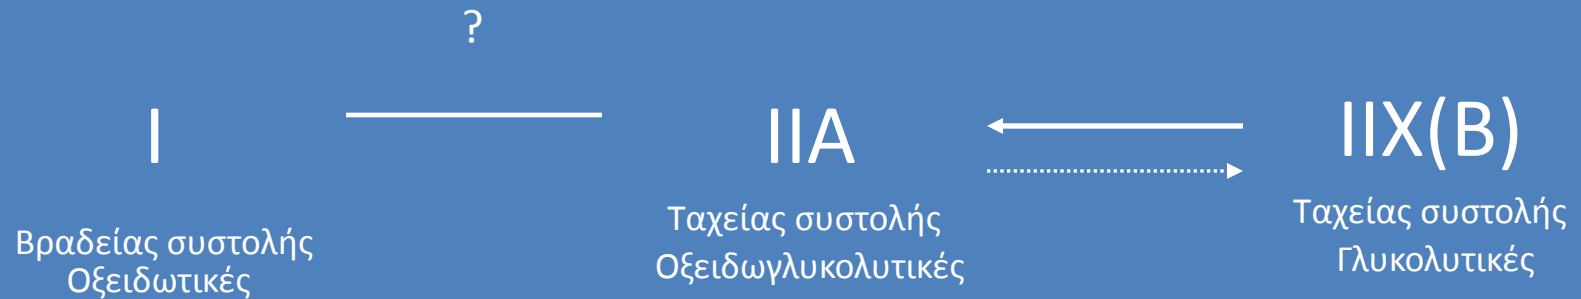 ?
I
IIA
IIX(B)
Βραδείας συστολής
Οξειδωτικές
Ταχείας συστολής
Οξειδωγλυκολυτικές
Ταχείας συστολής
Γλυκολυτικές